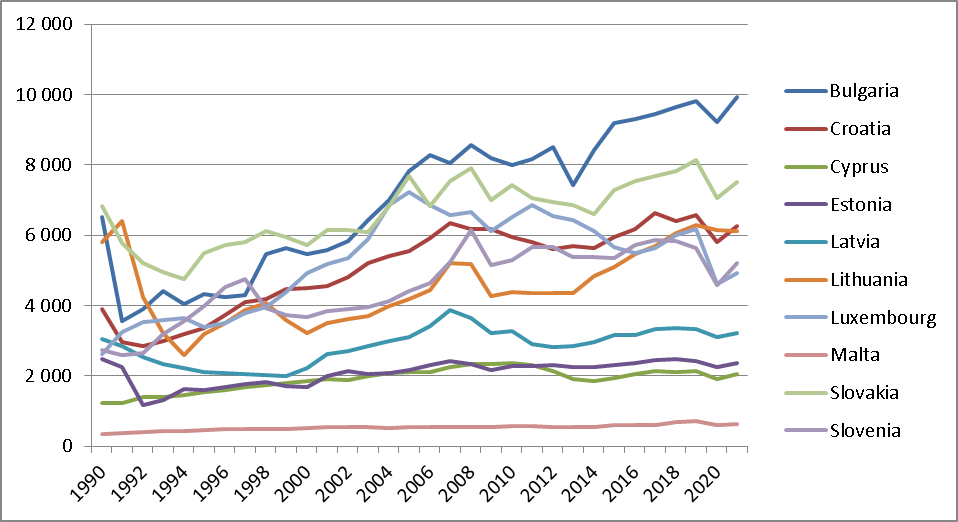 12 000
10 000
8 000
6 000
4 000
2 000
0
1990
1992
1994
1996
1998
2000
2002
2004
2006
2008
2010
2012
2014
2016
2018
2020
Bulgaria
Croatia
Cyprus
Estonia
Latvia
Lithuania
Luxembourg
Malta
Slovakia
Slovenia